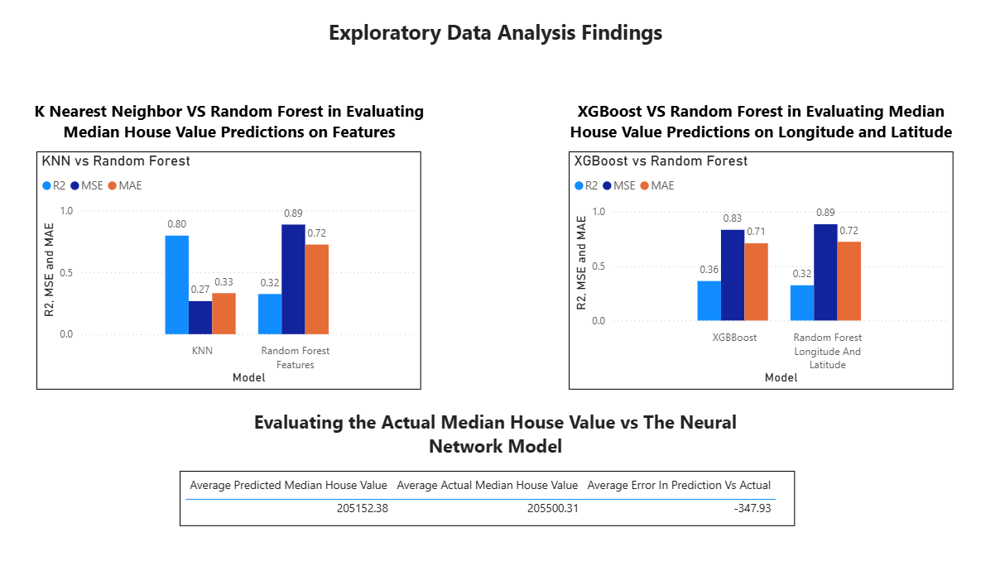 Exploratory Data Analysis Findings
K Nearest Neighbor VS Random Forest in Evaluating
Median House Value Predictions on Features
KNN vs Random Forest
R2 MSE MAE
R2, MSE and MAE
1.0
0.5
0.0
0.80
0.27
0.33
0.32
0.89
0.72
KNN
Random Forest
Features
Model
XGBoost VS Random Forest in Evaluating Median
House Value Predictions on Longitude and Latitude
XGBoost vs Random Forest
R2 MSE MAE
R2, MSE and MAE
1.0
0.5
0.0
0.36
0.83
0.71
0.32
0.89
0.72
XGBBoost
Random Forest
Longitude And
Latitude
Model
Evaluating the Actual Median House Value vs The Neural
Network Model
Average Predicted Median House Value Average Actual Median House Value Average Error In Prediction Vs Actual
205152.38 205500.31 -347.93